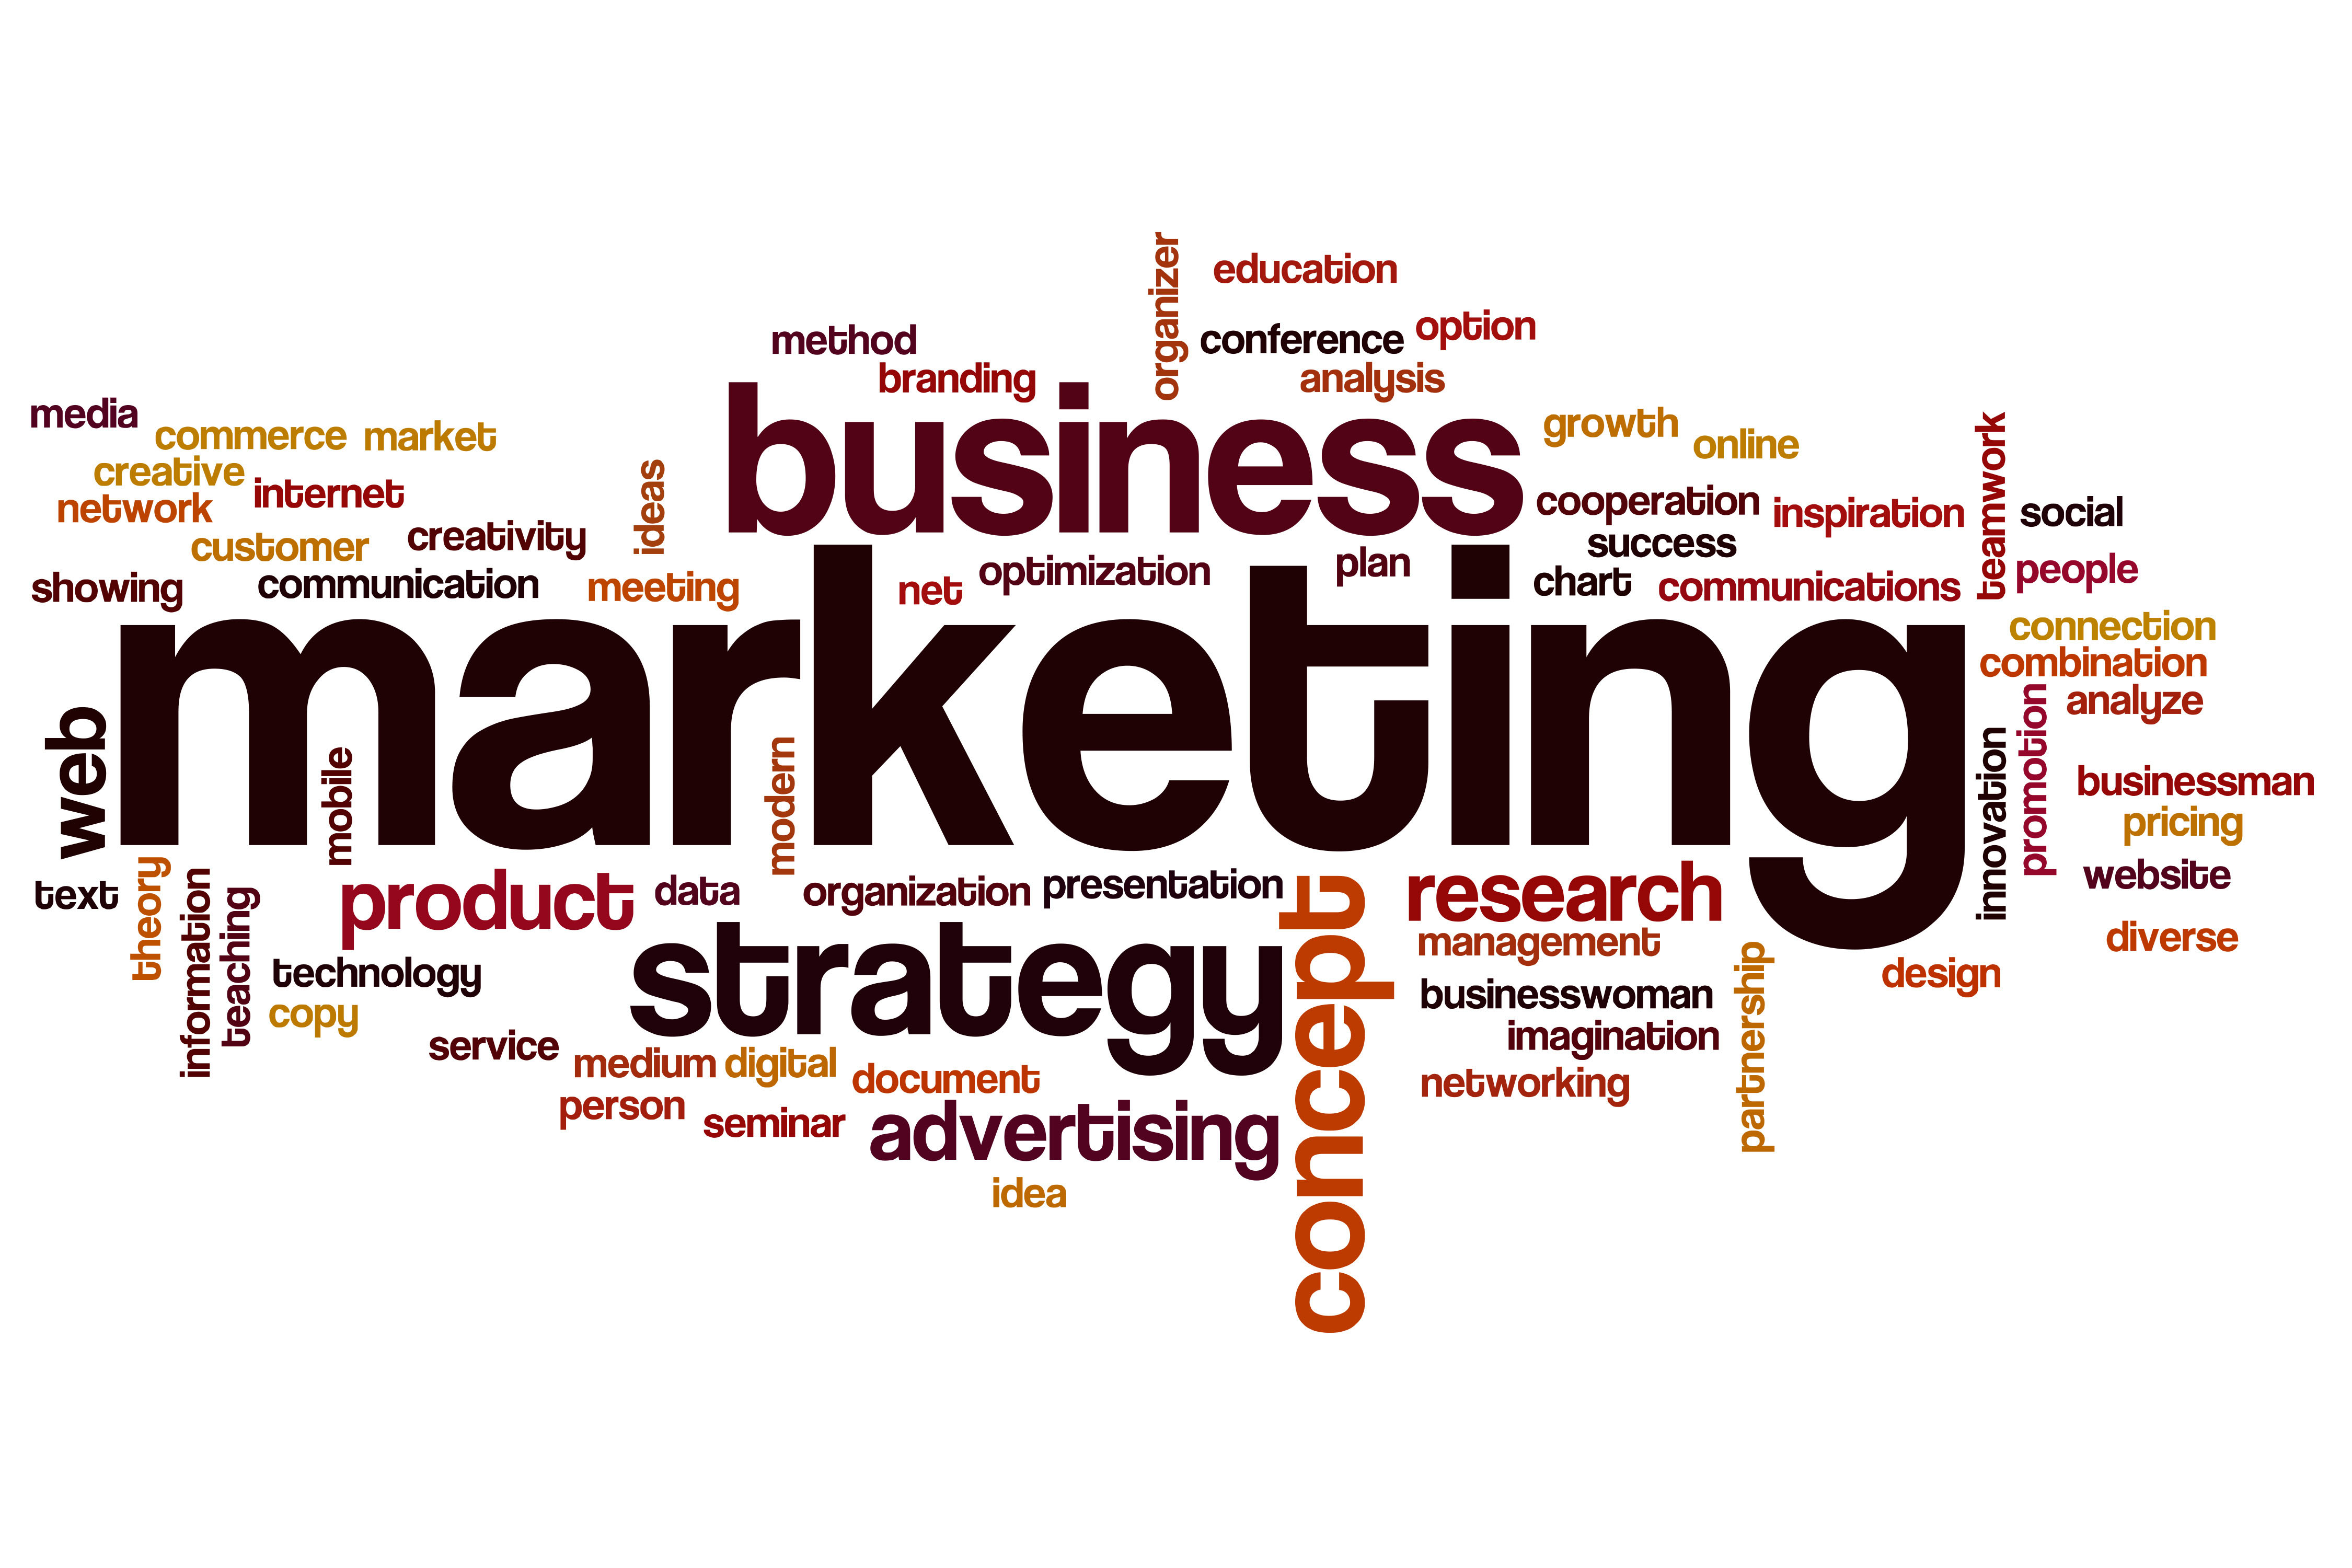 organizer
education
method
conference
option
branding
analysis
media
commerce
market
business
growth
online
teamwork
creative
network
internet
ideas
cooperation
inspiration
social
customer
creativity
success
showing
communication
meeting
net
optimization
plan
chart
communications
people
marketing
connection
combination
web
mobile
modern
innovation
promotion
analyze
businessman
pricing
text
theory
information
teaching
product
data
organization
presentation
concept
research
website
technology
strategy
management
partnership
diverse
copy
businesswoman
design
service
medium
digital
document
imagination
person
seminar
advertising
networking
idea